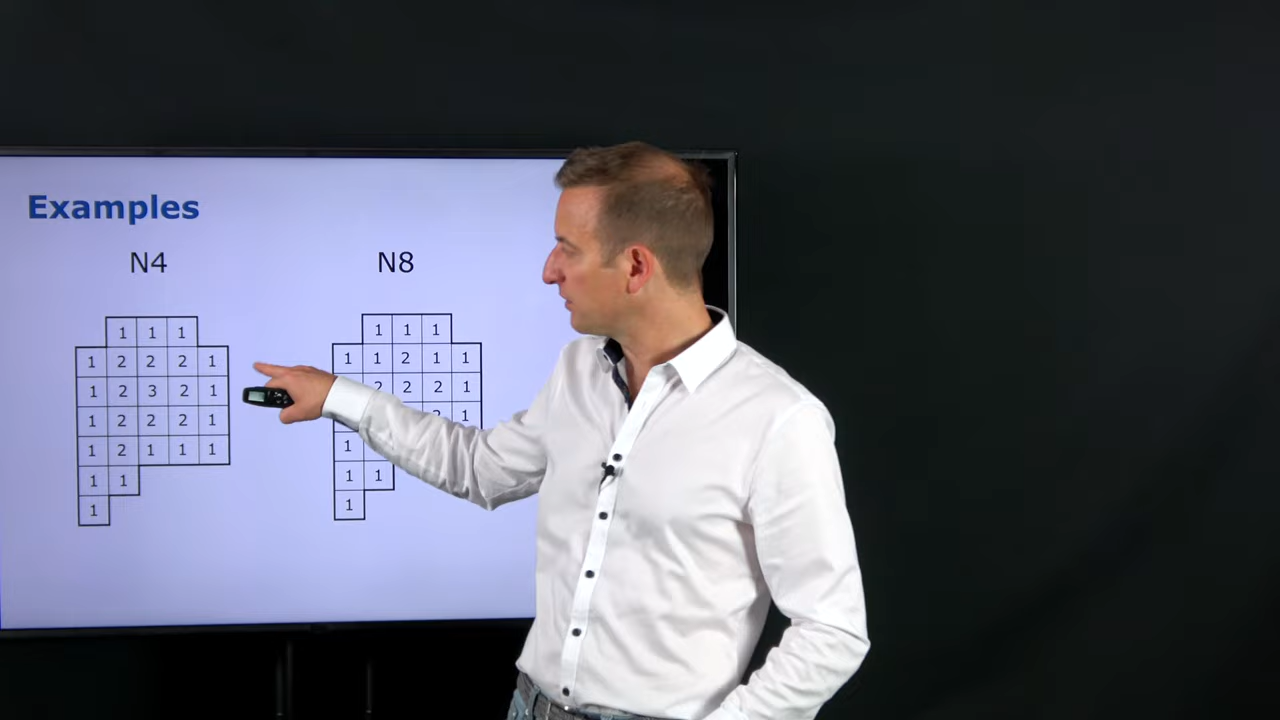 Examples
N4
1 1 1
1 2 2 2 1
1 2 3 2 1
1 2 2 2 1
1 2 1 1 1
1 1
1
N8
1 1 1
1 1 2 1 1
2 2 2 1
2 1
1
1 1
1